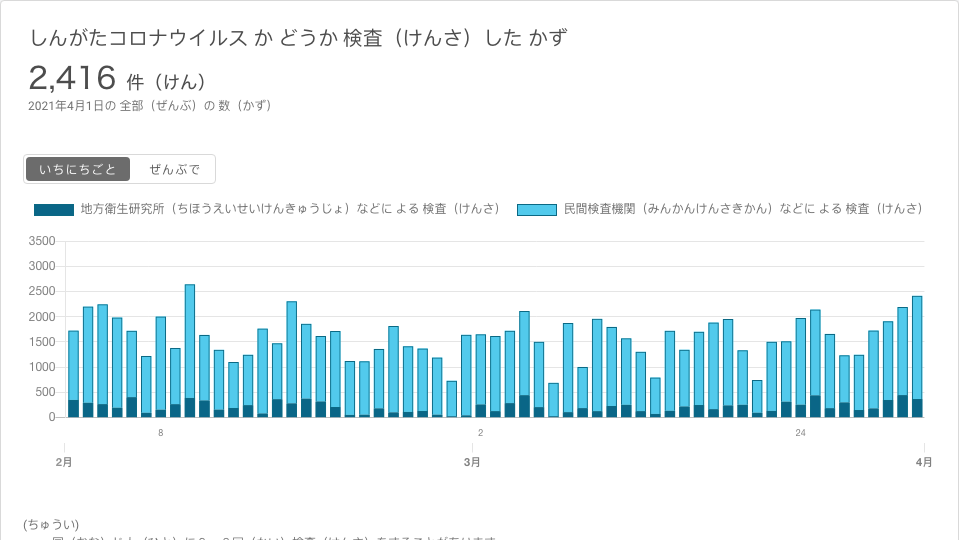 しんがたコロナウイルス か どうか 検査（けんさ）した かず
2,416 件（けん）
2021年4月1日の 全部（ぜんぶ）の 数（かず）
いちにちごと ぜんぶで
地方衛生研究所（ちほうえいせいけんきゅうじょ）などに よる 検査（けんさ） 民間検査機関（みんかんけんさきかん）などに よる 検査（けんさ）
3500
3000
2500
2000
1500
1000
500
0
8 2 24
2月 3月 4月
(ちゅうい)